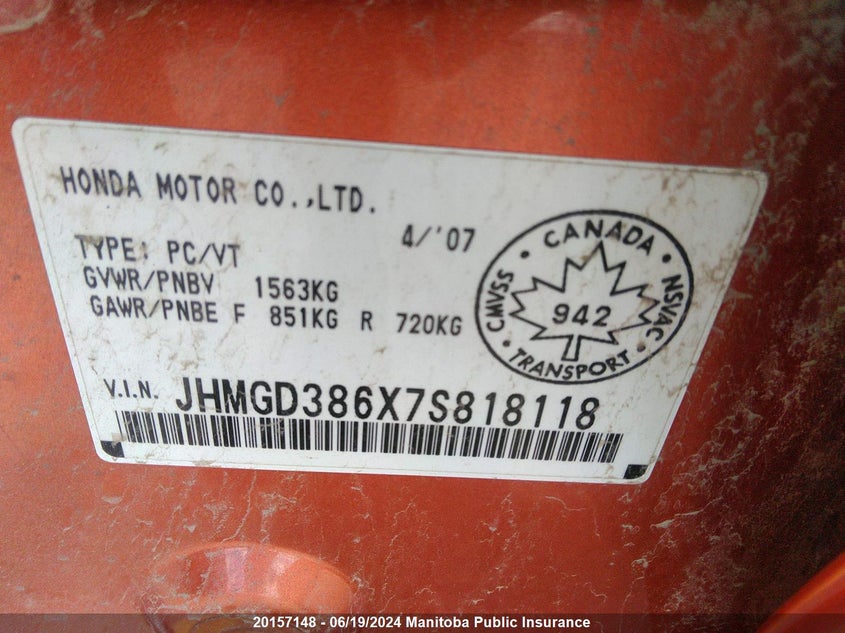 HONDA MOTOR CO.,LTD.
4/'07
TYPE: PC/VT
GVWR/PNBV 1563KG
GAWR/PNBE F 851KG R 720KG
CANADA
CMVSS
NSVAC
942
TRANSPORT
V.I.N. JHMGD386X7S818118
20157148 - 06/19/2024 Manitoba Public Insurance